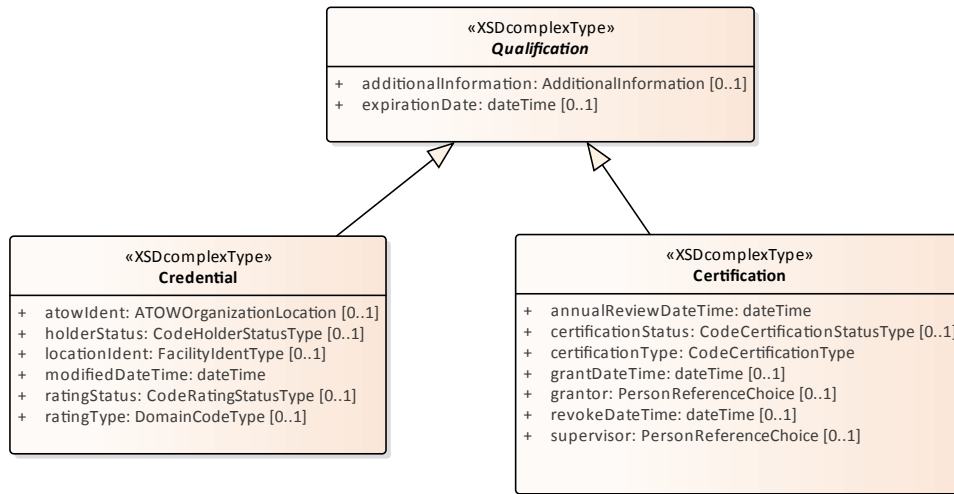 «XSDcomplexType»
Qualification
+ additionalInformation: AdditionalInformation [0..1]
+ expirationDate: dateTime [0..1]
«XSDcomplexType»
Credential
+ atowIdent: ATOWOrganizationLocation [0..1]
+ holderStatus: CodeHolderStatusType [0..1]
+ locationIdent: FacilityIdentType [0..1]
+ modifiedDateTime: dateTime
+ ratingStatus: CodeRatingStatusType [0..1]
+ ratingType: DomainCodeType [0..1]
«XSDcomplexType»
Certification
+ annualReviewDateTime: dateTime
+ certificationStatus: CodeCertificationStatusType [0..1]
+ certificationType: CodeCertificationType
+ grantDateTime: dateTime [0..1]
+ grantor: PersonReferenceChoice [0..1]
+ revokeDateTime: dateTime [0..1]
+ supervisor: PersonReferenceChoice [0..1]